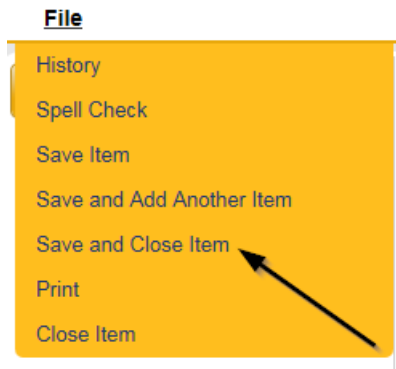 File
History
Spell Check
Save Item
Save and Add Another Item
Save and Close Item
Print
Close Item